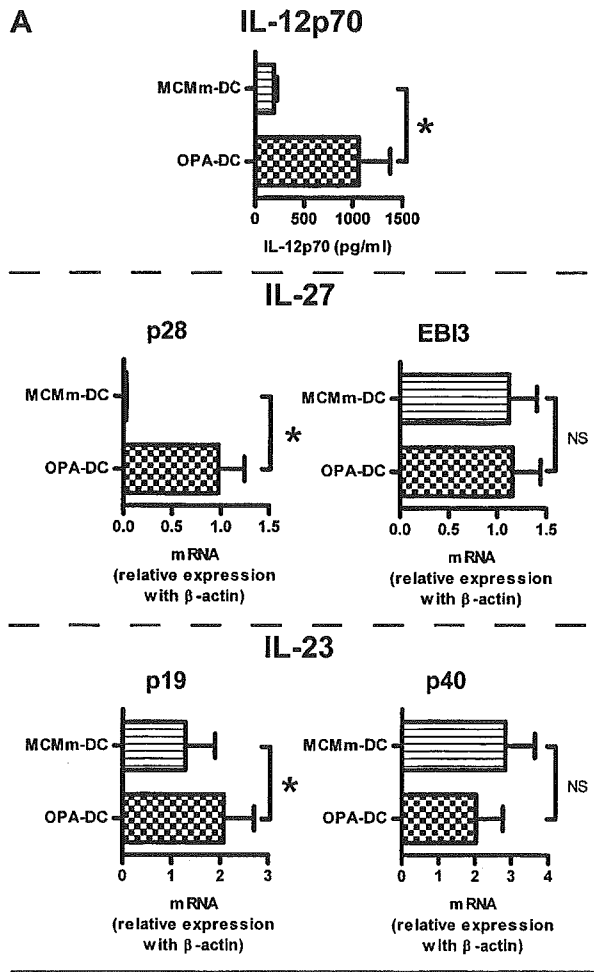 A
IL-12p70
MCMm-DC
*
OPA-DC
0 500 1000 1500
IL-12p70 (pg/ml)
IL-27
p28
EBI3
MCMm-DC
*
OPA-DC
0.0 0.5 1.0 1.5
mRNA
(relative expression
with β-actin)
MCMm-DC
NS
OPA-DC
0.0 0.5 1.0 1.5
mRNA
(relative expression
with β-actin)
IL-23
p19
p40
MCMm-DC
*
OPA-DC
0 1 2 3
mRNA
(relative expression
with β-actin)
MCMm-DC
NS
OPA-DC
0 1 2 3 4
mRNA
(relative expression
with β-actin)